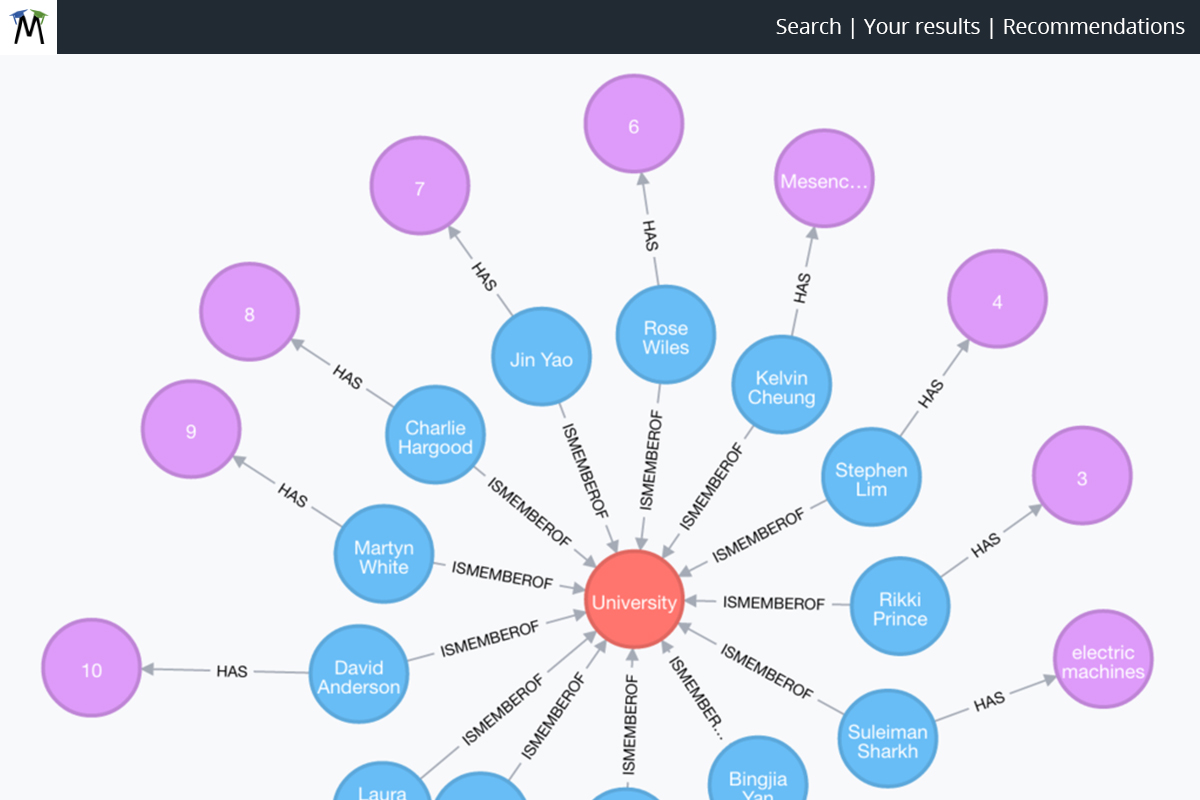 M
Search | Your results | Recommendations
6
7
Mesenc...
HAS
HAS
8
HAS
4
Rose
Wiles
Jin Yao
HAS
Kelvin
Cheung
HAS
9
Charlie
Hargood
ISMEMBEROF
ISMEMBEROF
ISMEMBEROF
Stephen
Lim
3
HAS
ISMEMBEROF
ISMEMBEROF
HAS
Martyn
White
ISMEMBEROF
University
ISMEMBEROF
Rikki
Prince
10
HAS
David
Anderson
ISMEMBEROF
ISMEMBEROF
electric
machines
HAS
ISMEMBEROF
ISMEMBEROF
ISMEMBEROF
MEMBER...
Suleiman
Sharkh
Laura
Bingjia
Yan